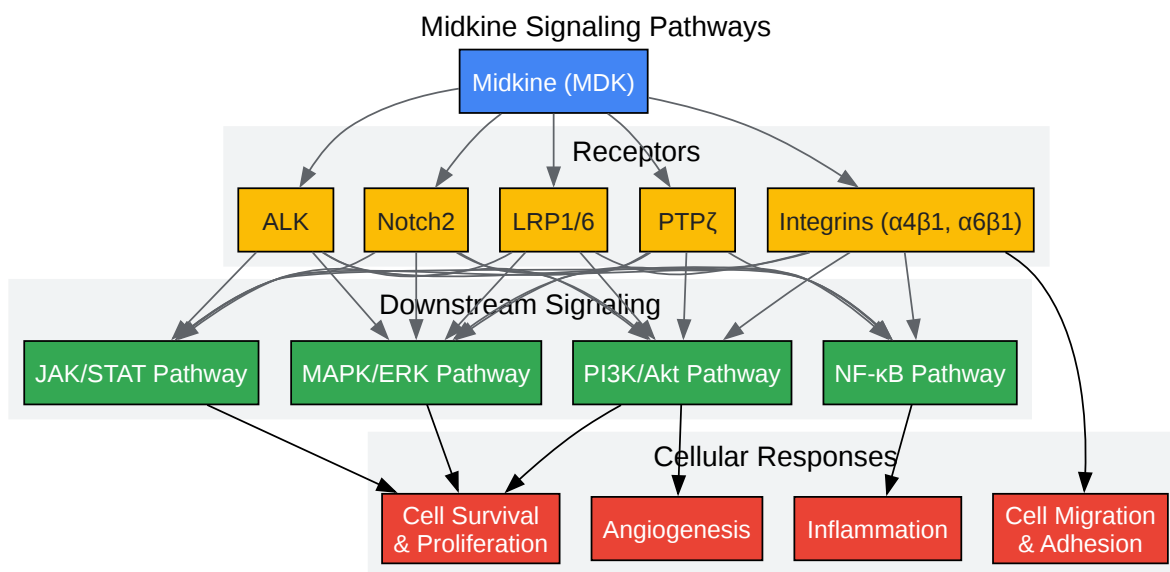 Midkine Signaling Pathways
Midkine (MDK)
Receptors
ALK
Notch2
LRP1/6
PTPζ
Integrins (α4β1, α6β1)
Downstream Signaling
JAK/STAT Pathway
MAPK/ERK Pathway
PI3K/Akt Pathway
NF-κB Pathway
Cellular Responses
Cell Survival
& Proliferation
Angiogenesis
Inflammation
Cell Migration
& Adhesion